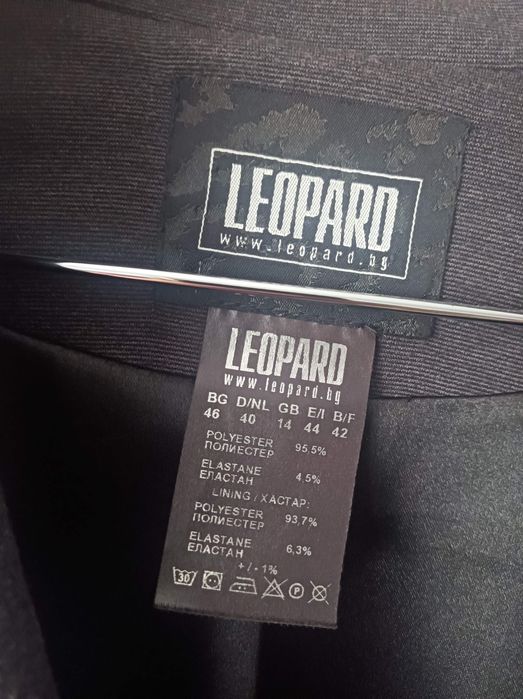 LEOPARD
www.leopard.bg
LEOPARD
www.leopard.bg
BG D/NL GB E/I B/F
46 40 14 44 42
POLYESTER
ПОЛИЕСТЕР 95,5%
ELASTANE
ЕЛАСТАН 4,5%
LINING / ХАСТАР:
POLYESTER
ПОЛИЕСТЕР 93,7%
ELASTANE
ЕЛАСТАН 6,3%
+/- 1%
30 P